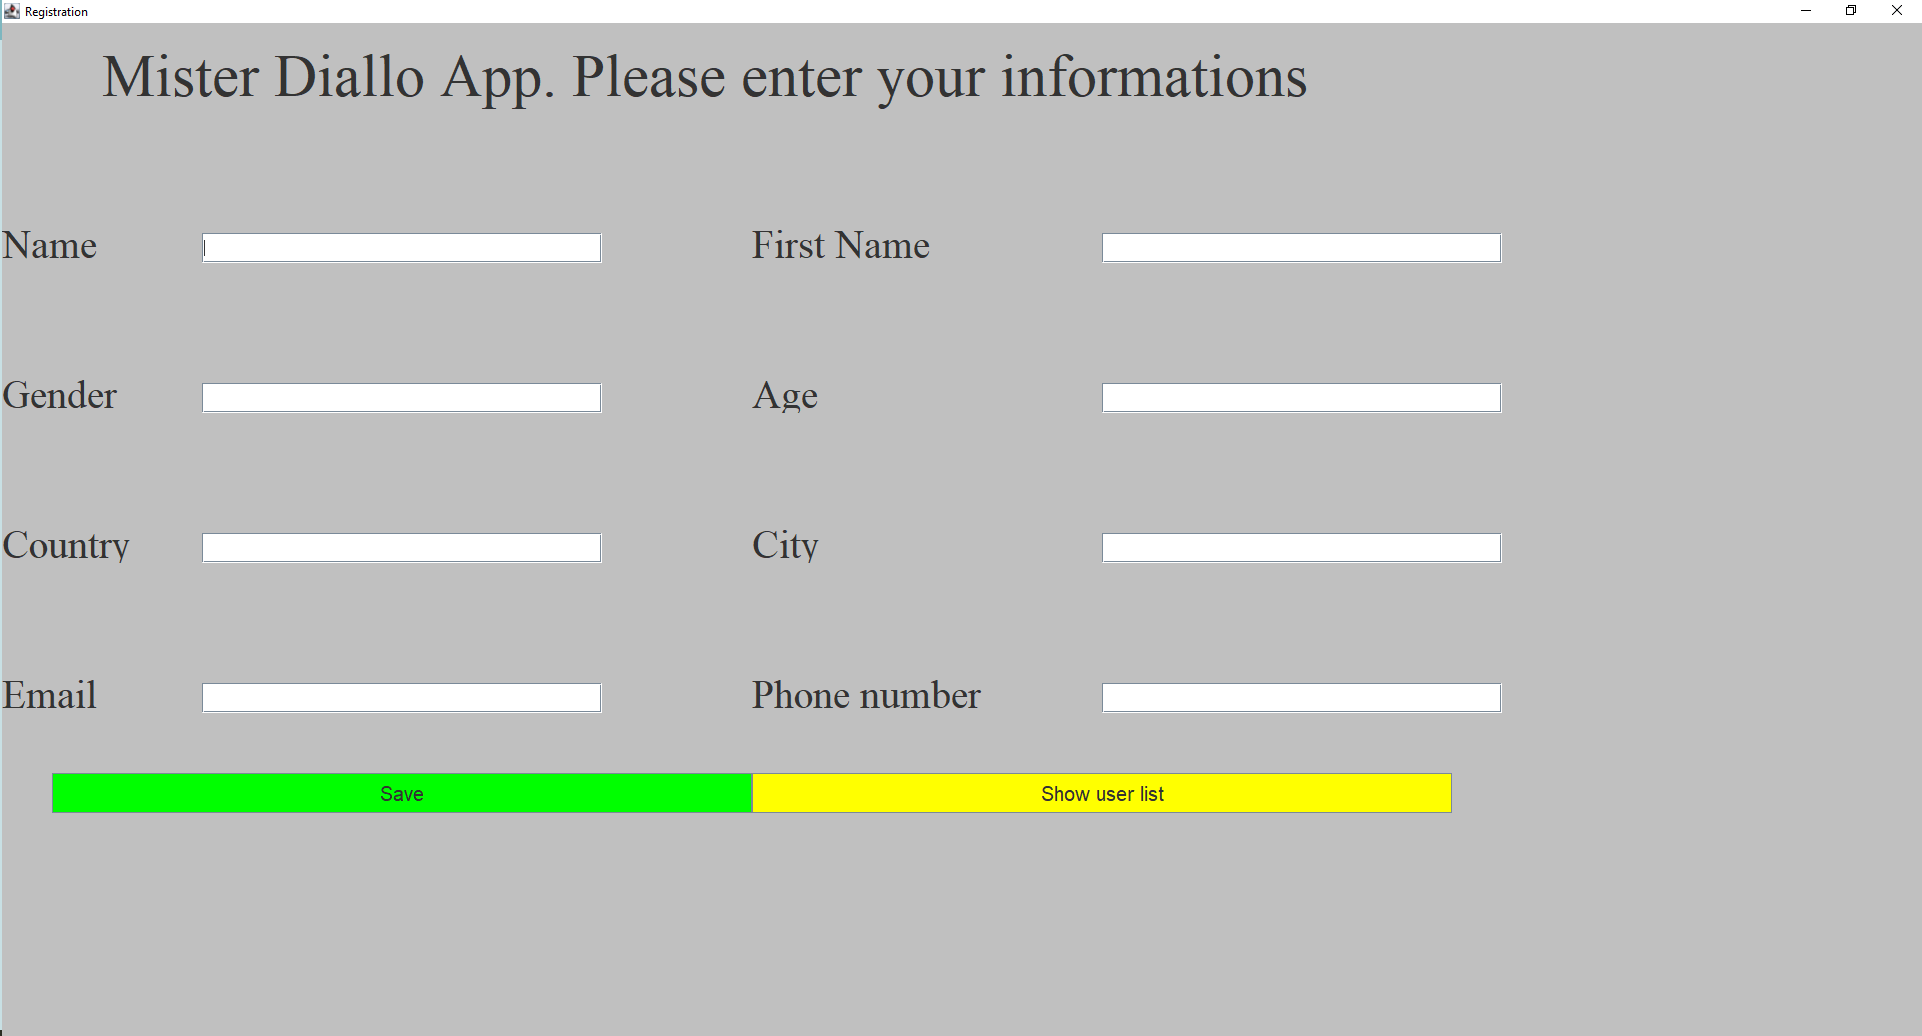 Registration
Mister Diallo App. Please enter your informations
Name First Name
Gender Age
Country City
Email Phone number
Save Show user list